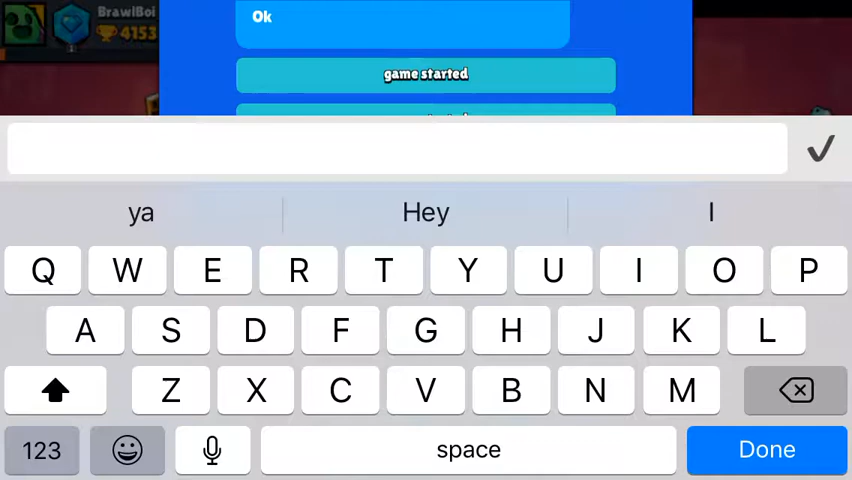 BrawlBoi
4153
Ok
game started
ya Hey I
Q W E R T Y U I O P
A S D F G H J K L
Z X C V B N M
123 space Done